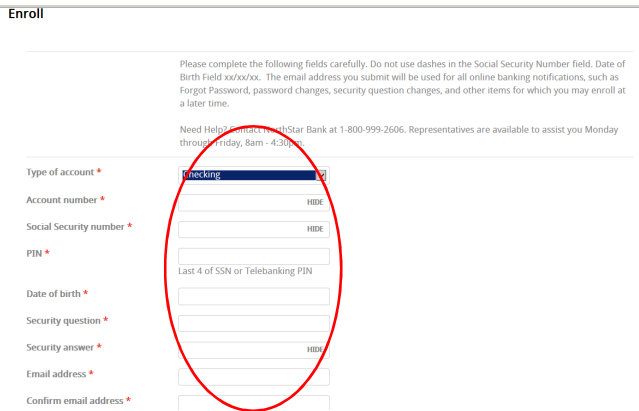 Enroll
Please complete the following fields carefully. Do not use dashes in the Social Security Number field. Date of
Birth Field xx/xx/xx. The email address you submit will be used for all online banking notifications, such as
Forgot Password, password changes, security question changes, and other items for which you may enroll at
a later time.
Need Help? Contact NorthStar Bank at 1-800-999-2606. Representatives are available to assist you Monday
through Friday, 8am - 4:30pm.
Type of account * Checking
Account number * HIDE
Social Security number * HIDE
PIN *
Last 4 of SSN or Telebanking PIN
Date of birth *
Security question *
Security answer * HIDE
Email address *
Confirm email address *